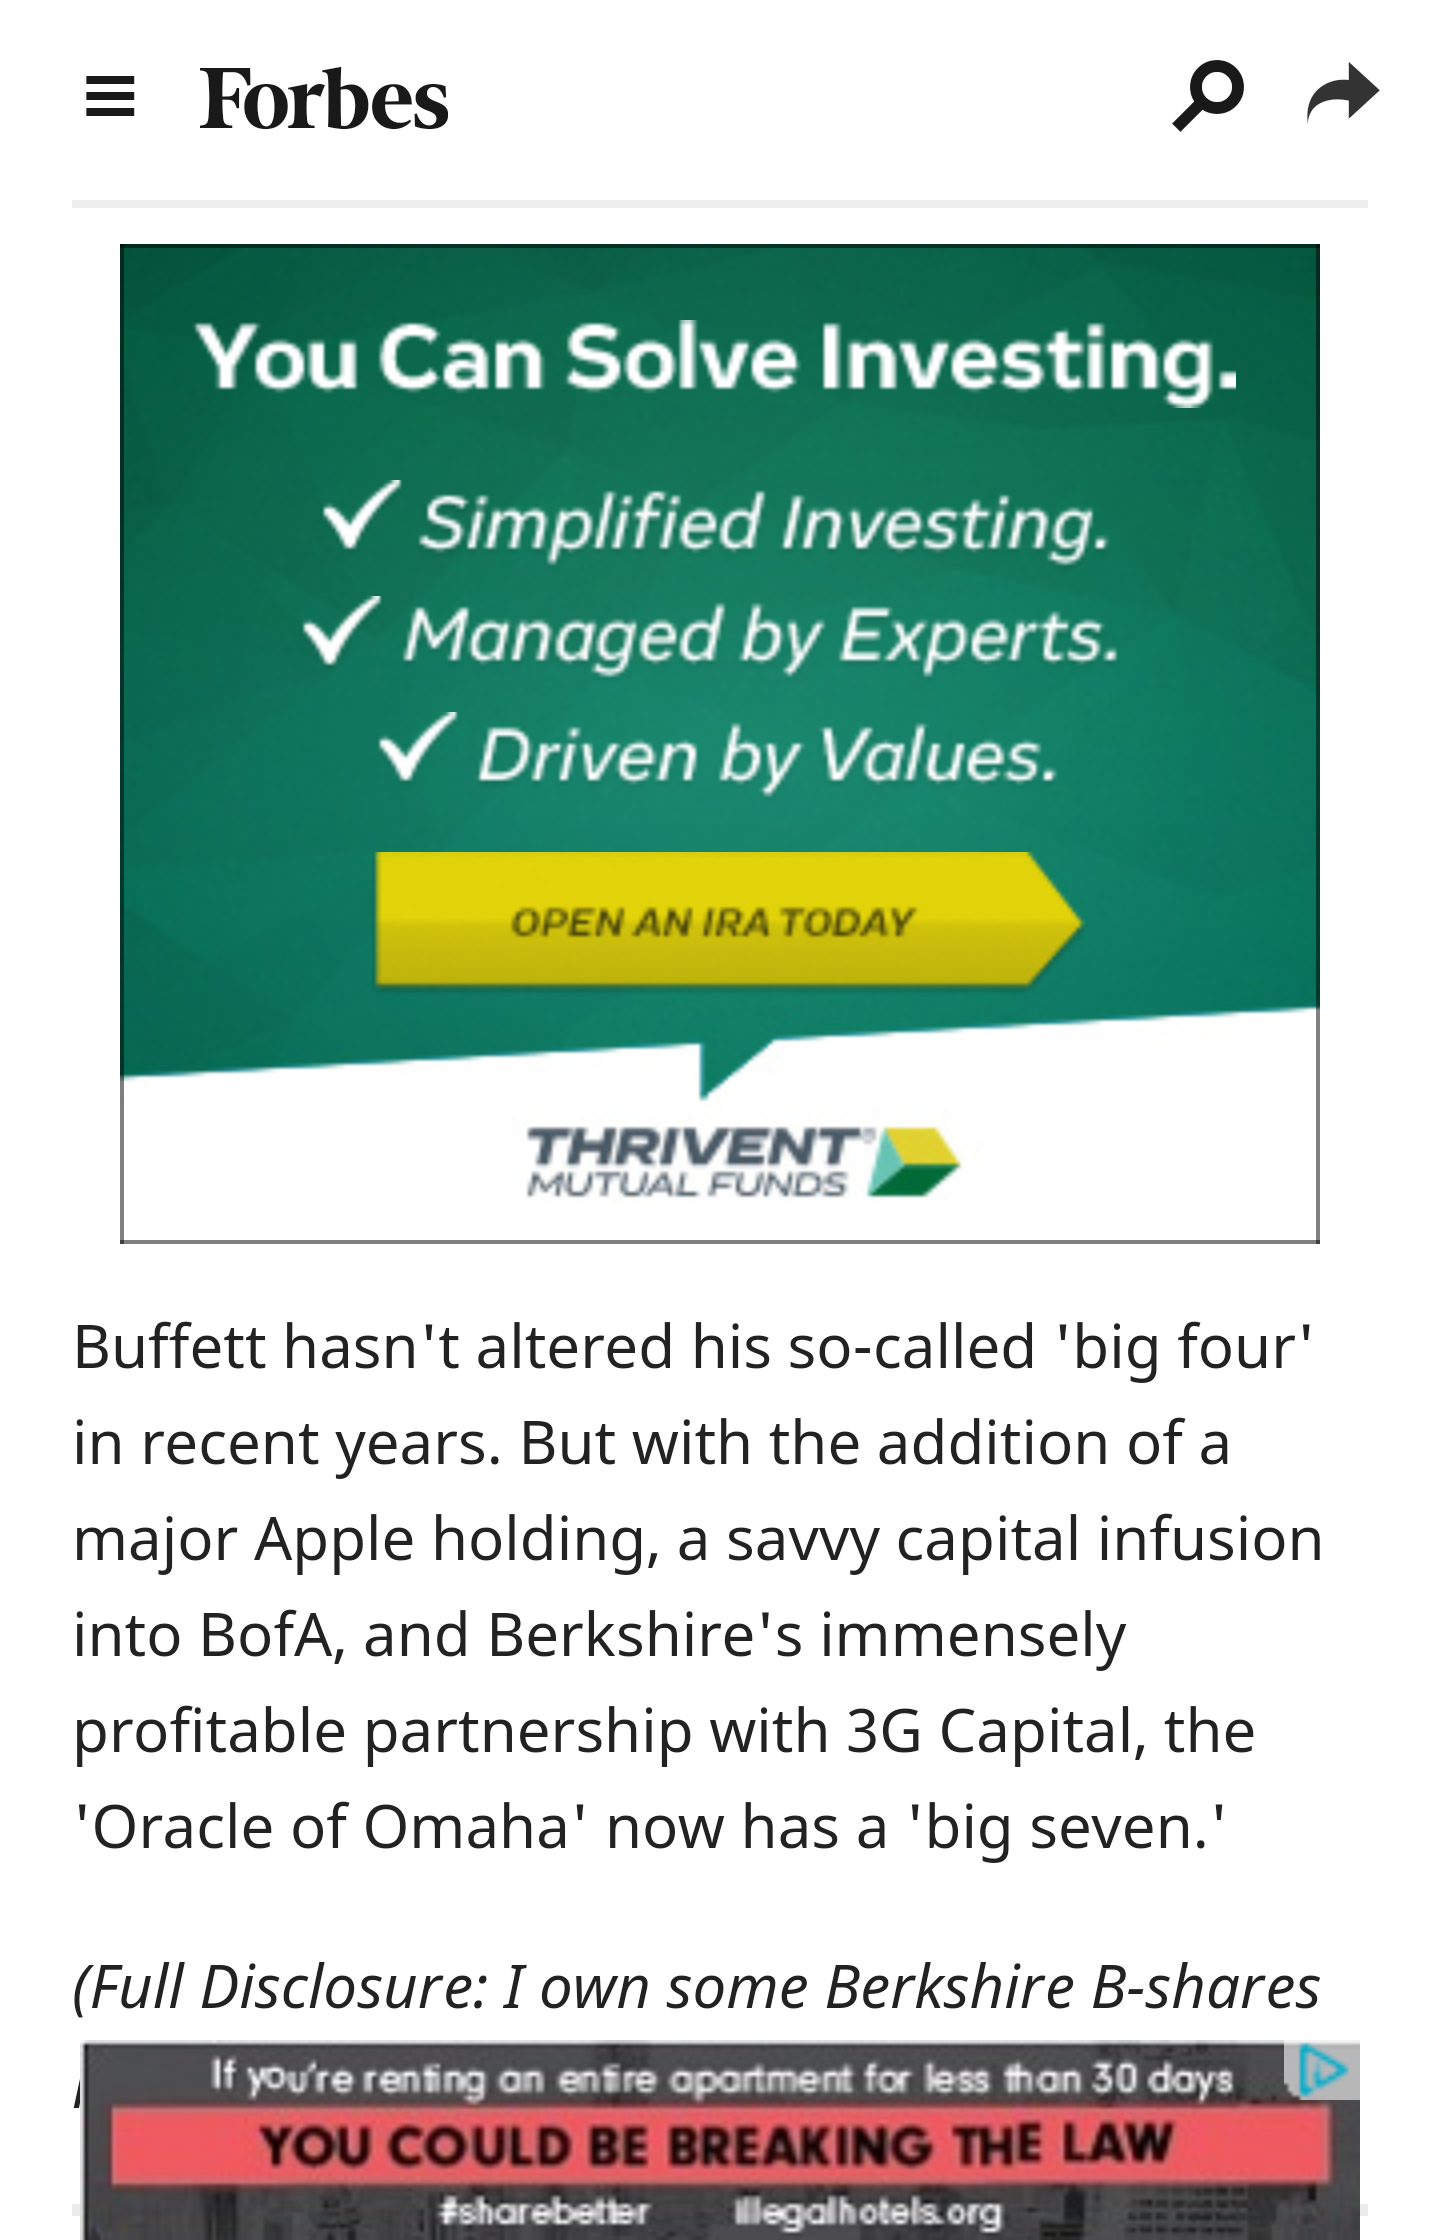 Forbes
You Can Solve Investing.
Simplified Investing.
Managed by Experts.
Driven by Values.
OPEN AN IRA TODAY
THRIVENT®
MUTUAL FUNDS
Buffett hasn't altered his so-called 'big four'
in recent years. But with the addition of a
major Apple holding, a savvy capital infusion
into BofA, and Berkshire's immensely
profitable partnership with 3G Capital, the
'Oracle of Omaha' now has a 'big seven.'
(Full Disclosure: I own some Berkshire B-shares
If you're renting an entire apartment for less than 30 days
YOU COULD BE BREAKING THE LAW
#sharebetter illegalhotels.org